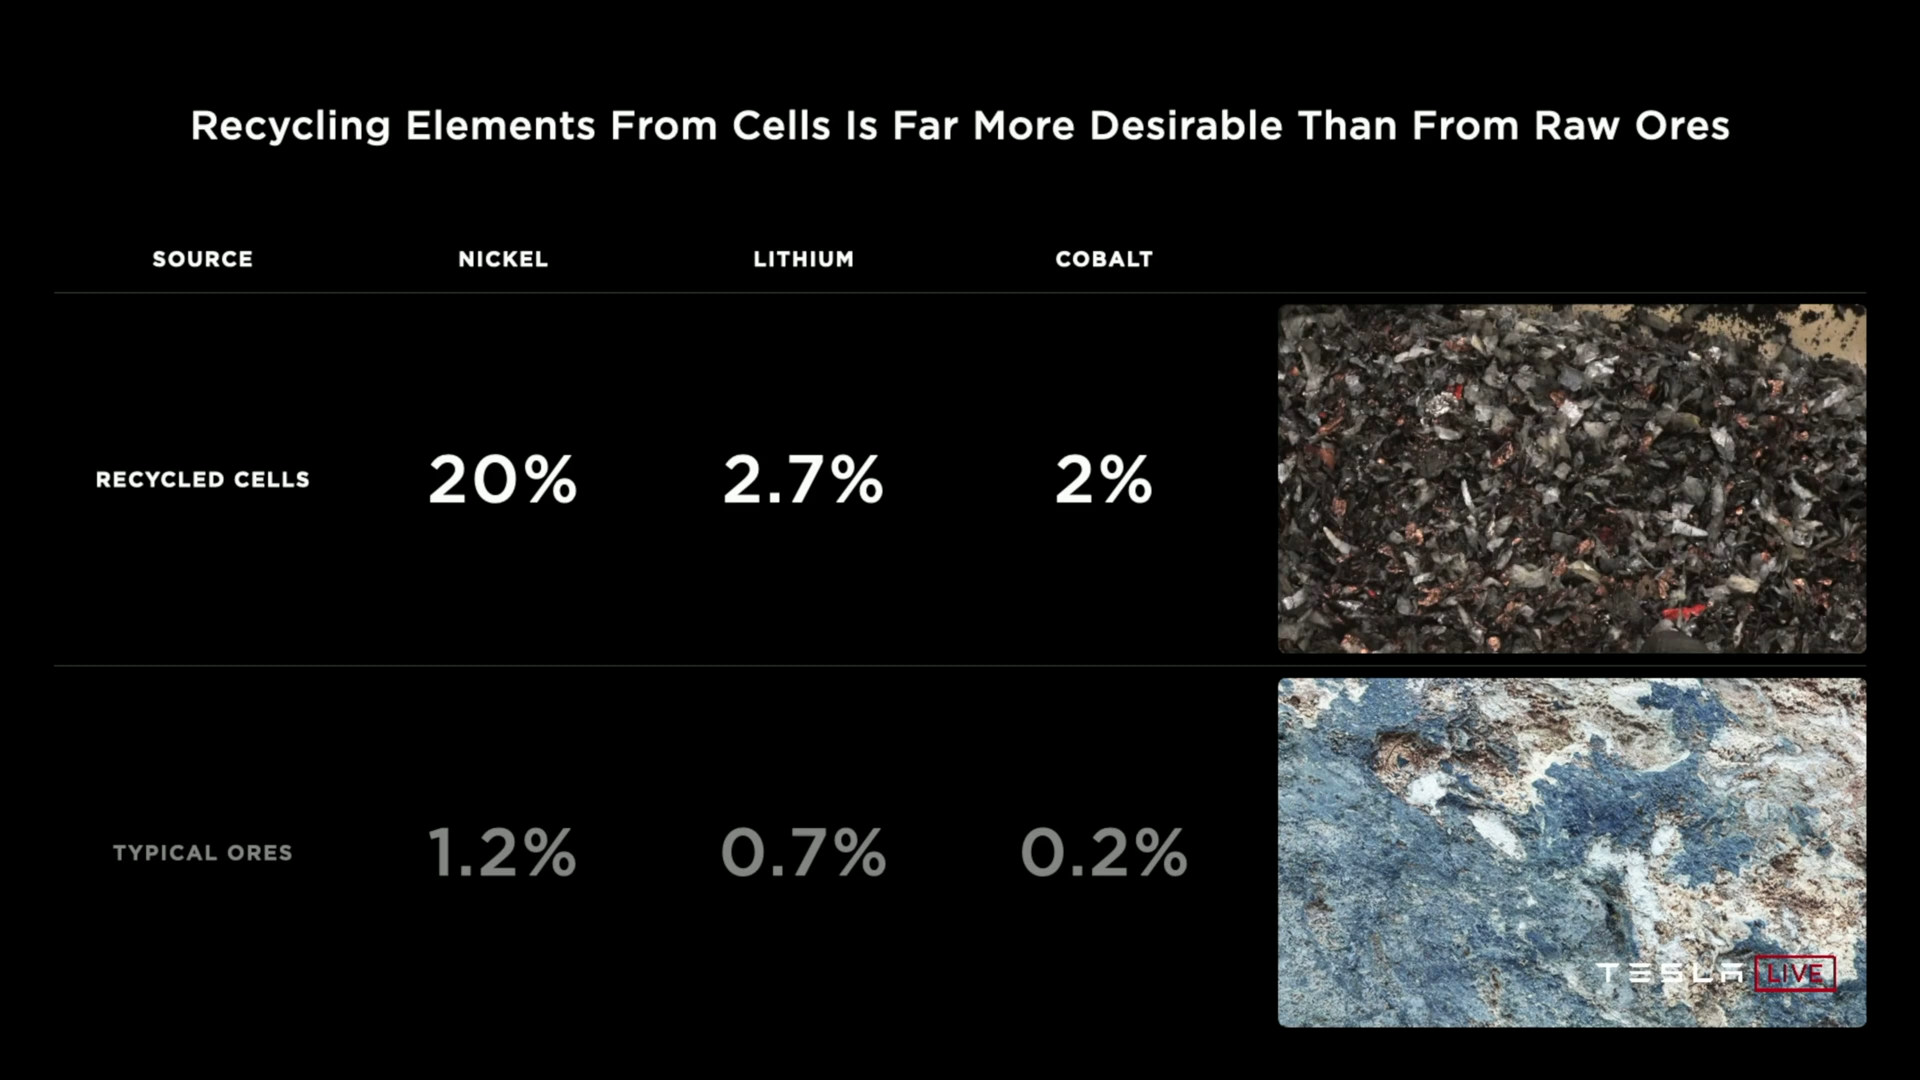 Recycling Elements From Cells Is Far More Desirable Than From Raw Ores
SOURCE NICKEL LITHIUM COBALT
RECYCLED CELLS 20% 2.7% 2%
TYPICAL ORES 1.2% 0.7% 0.2%
TESLA LIVE